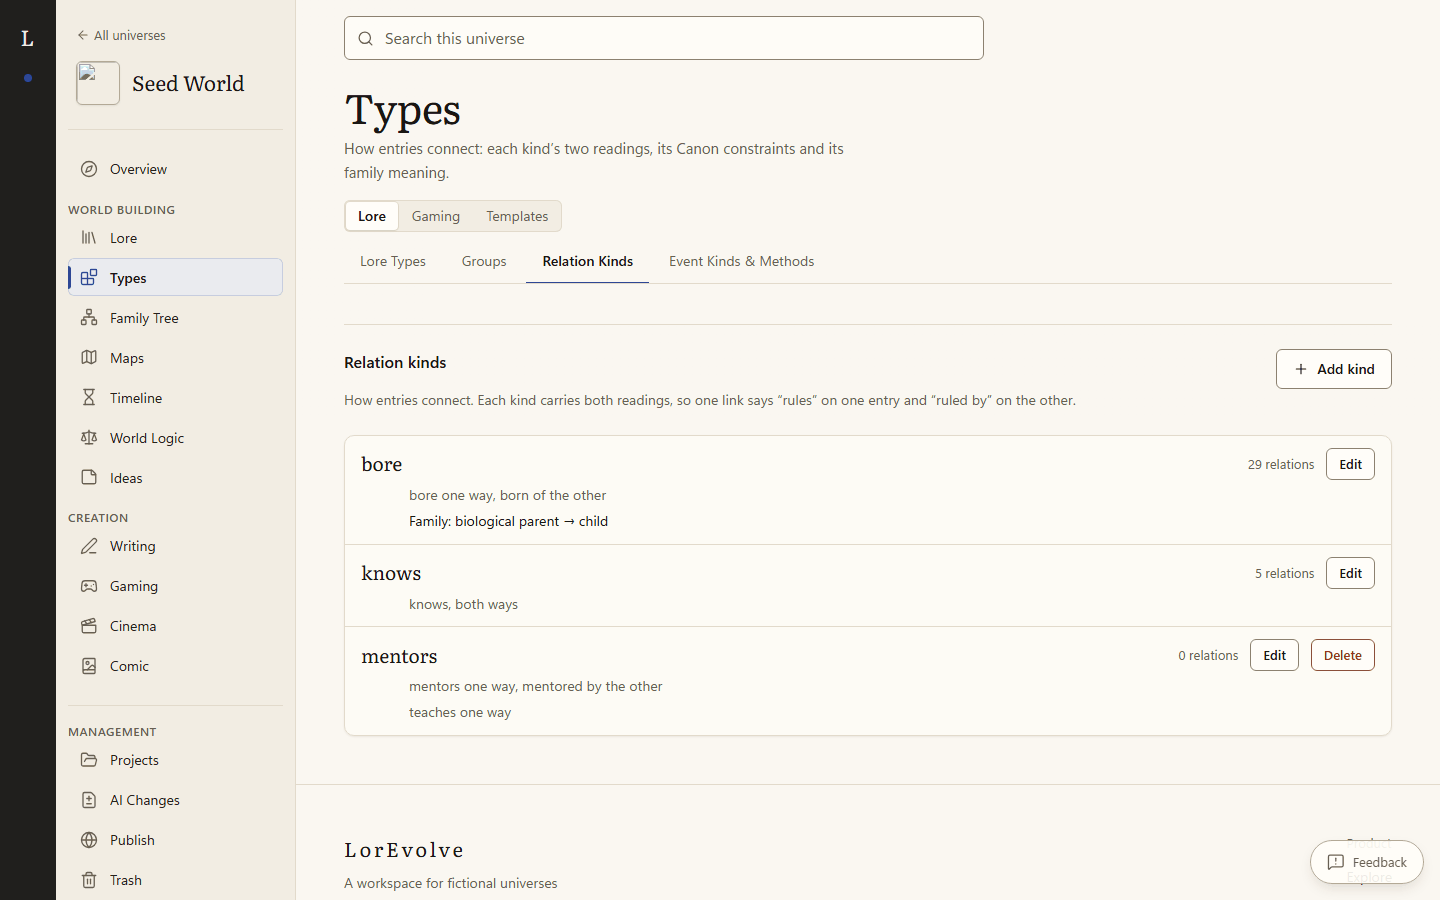 L
All universes
Seed World
Overview
WORLD BUILDING
Lore
Types
Family Tree
Maps
Timeline
World Logic
Ideas
CREATION
Writing
Gaming
Cinema
Comic
MANAGEMENT
Projects
AI Changes
Publish
Trash
Search this universe
Types
How entries connect: each kind’s two readings, its Canon constraints and its
family meaning.
Lore Gaming Templates
Lore Types Groups Relation Kinds Event Kinds & Methods
Relation kinds
Add kind
How entries connect. Each kind carries both readings, so one link says “rules” on one entry and “ruled by” on the other.
bore
29 relations Edit
bore one way, born of the other
Family: biological parent → child
knows
5 relations Edit
knows, both ways
mentors
0 relations Edit Delete
mentors one way, mentored by the other
teaches one way
LorEvolve
A workspace for fictional universes
Product
Feedback
Explore